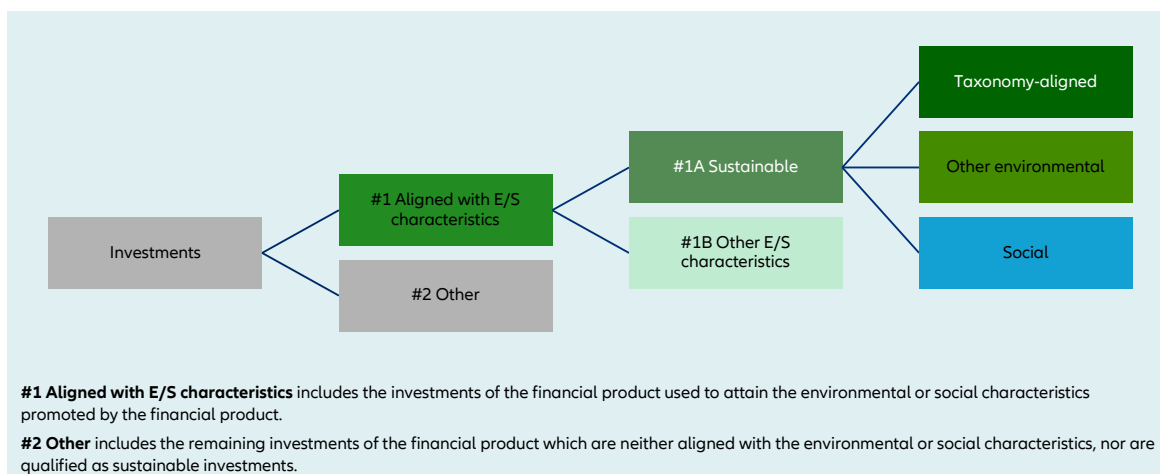 Taxonomy-aligned
#1A Sustainable
Other environmental
#1 Aligned with E/S
characteristics
Investments
#1B Other E/S
characteristics
Social
#2 Other
#1 Aligned with E/S characteristics includes the investments of the financial product used to attain the environmental or social characteristics
promoted by the financial product.
#2 Other includes the remaining investments of the financial product which are neither aligned with the environmental or social characteristics, nor are
qualified as sustainable investments.